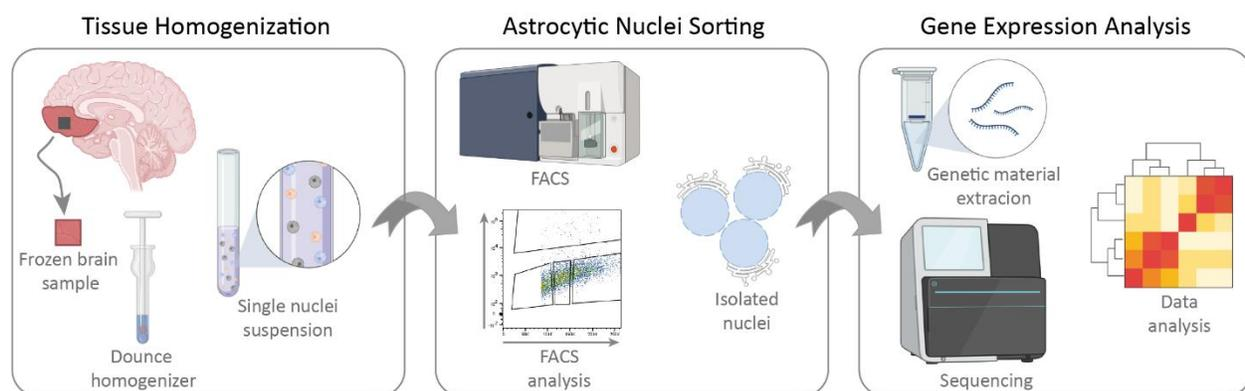 Tissue Homogenization
Frozen brain
sample
Dounce
homogenizer
Single nuclei
suspension
Astrocytic Nuclei Sorting
FACS
FACS
analysis
Isolated
nuclei
Gene Expression Analysis
Genetic material
extracion
Sequencing
Data
analysis